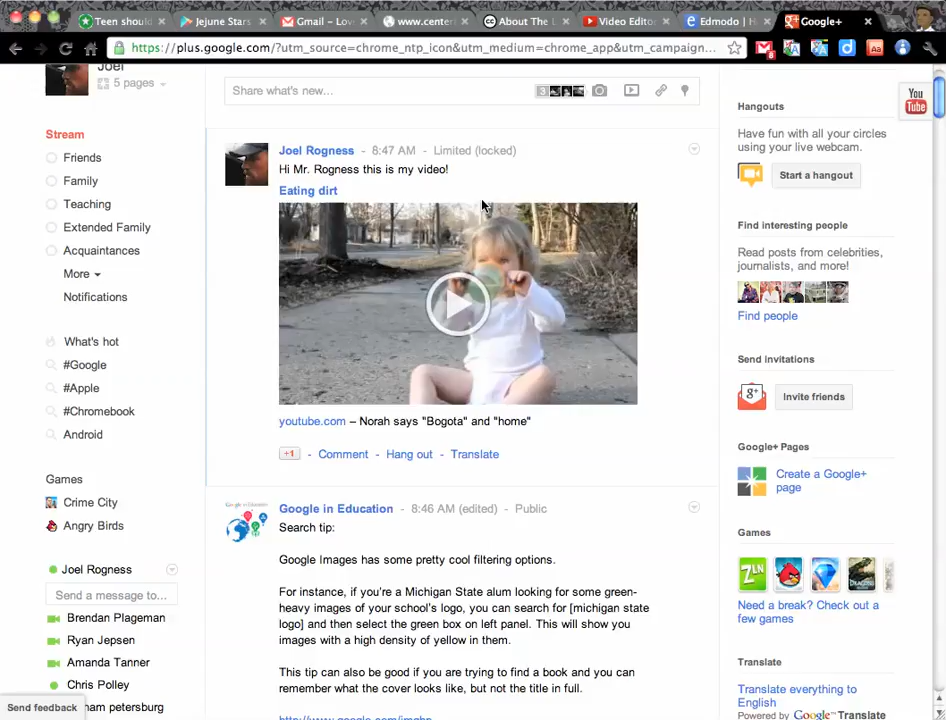 Teen should
Jejune Stars
Gmail – Lov
www.center
About The L
Video Editor
Edmodo | H
Google+
https://plus.google.com/?utm_source=chrome_ntp_icon&utm_medium=chrome_app&utm_campaign...
Joel
5 pages
Stream
Friends
Family
Teaching
Extended Family
Acquaintances
More
Notifications
What's hot
#Google
#Apple
#Chromebook
Android
Games
Crime City
Angry Birds
Joel Rogness
Send a message to...
Brendan Plageman
Ryan Jepsen
Amanda Tanner
Chris Polley
ham petersburg
Send feedback
Share what's new...
3
Joel Rogness - 8:47 AM - Limited (locked)
Hi Mr. Rogness this is my video!
Eating dirt
youtube.com – Norah says "Bogota" and "home"
+1 - Comment - Hang out - Translate
Google in Education - 8:46 AM (edited) - Public
Search tip:
Google Images has some pretty cool filtering options.
For instance, if you're a Michigan State alum looking for some green-
heavy images of your school's logo, you can search for [michigan state
logo] and then select the green box on left panel. This will show you
images with a high density of yellow in them.
This tip can also be good if you are trying to find a book and you can
remember what the cover looks like, but not the title in full.
http://www.google.com/imghp
Hangouts
You
Tube
Have fun with all your circles
using your live webcam.
Start a hangout
Find interesting people
Read posts from celebrities,
journalists, and more!
Find people
Send invitations
Invite friends
Google+ Pages
Create a Google+
page
Games
ZLN
Need a break? Check out a
few games
Translate
Translate everything to
English
Powered by Google™ Translate